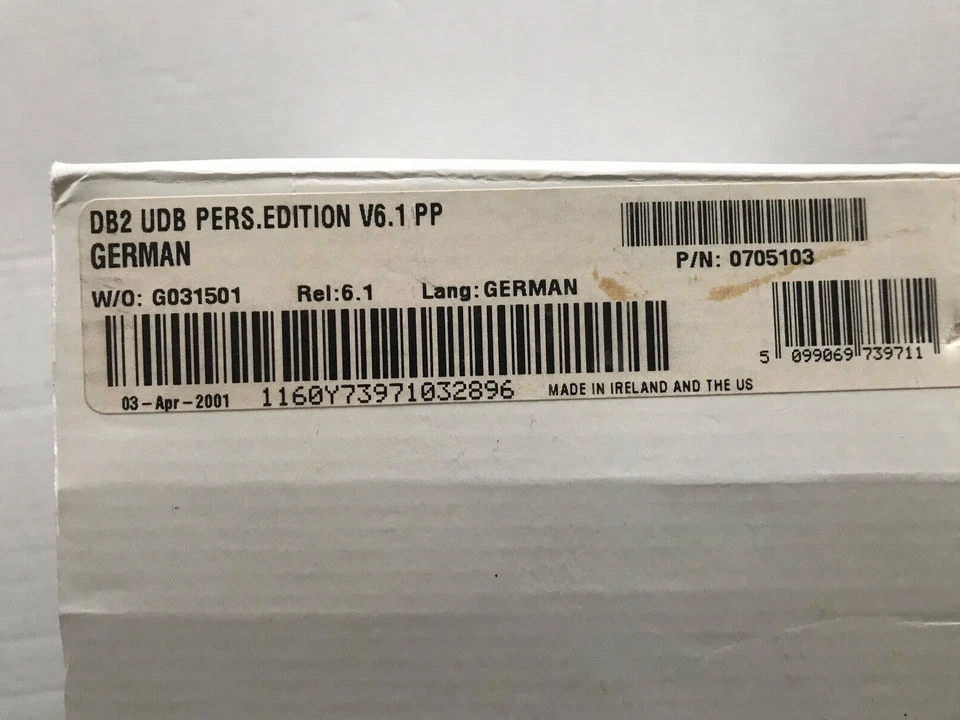 DB2 UDB PERS.EDITION V6.1 PP
GERMAN
P/N: 0705103
W/O: G031501 Rel:6.1 Lang:GERMAN
5 099069 739711
03-Apr-2001 1160Y73971032896 MADE IN IRELAND AND THE US